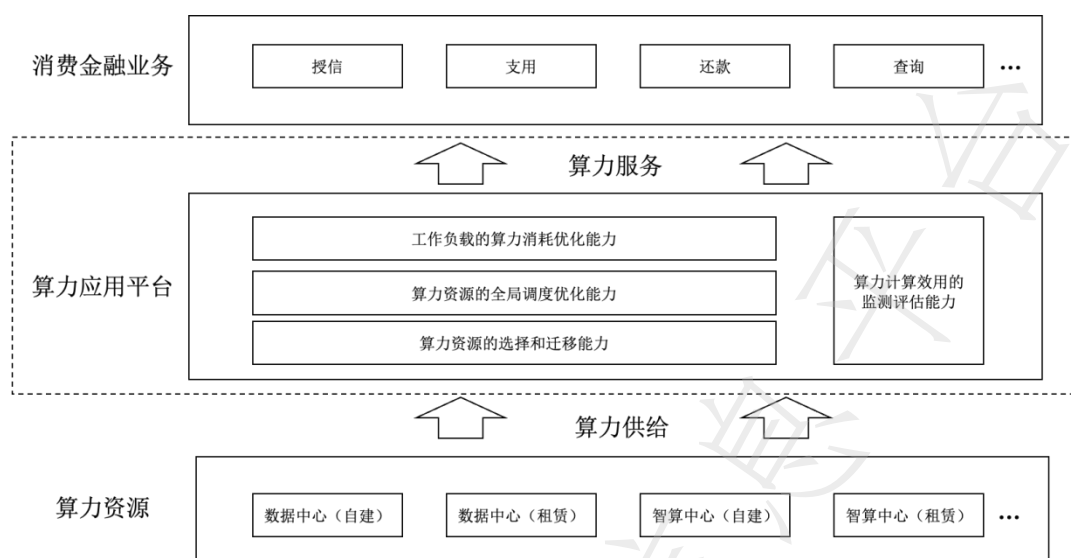 消费金融业务
授信
支用
还款
查询
...
算力服务
算力应用平台
工作负载的算力消耗优化能力
算力资源的全局调度优化能力
算力资源的选择和迁移能力
算力计算效用的
监测评估能力
算力供给
算力资源
数据中心（自建）
数据中心（租赁）
智算中心（自建）
智算中心（租赁）
...